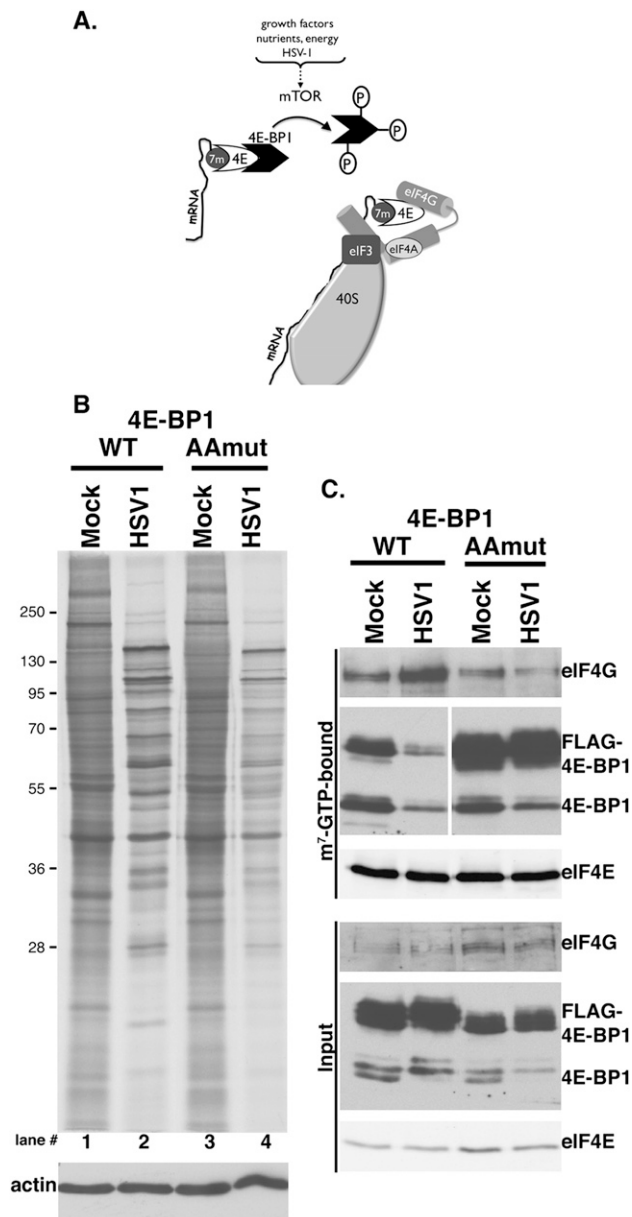 A.
growth factors
nutrients, energy
HSV-1
mTOR
4E-BP1
P
P
P
7m 4E
mRNA
7m 4E
eIF4G
eIF3
eIF4A
40S
mRNA
B
4E-BP1
WT AAmut
Mock HSV1 Mock HSV1
250
130
95
70
55
36
28
lane # 1 2 3 4
actin
C.
4E-BP1
WT AAmut
Mock HSV1 Mock HSV1
m7-GTP-bound
eIF4G
FLAG-
4E-BP1
4E-BP1
eIF4E
Input
eIF4G
FLAG-
4E-BP1
4E-BP1
eIF4E